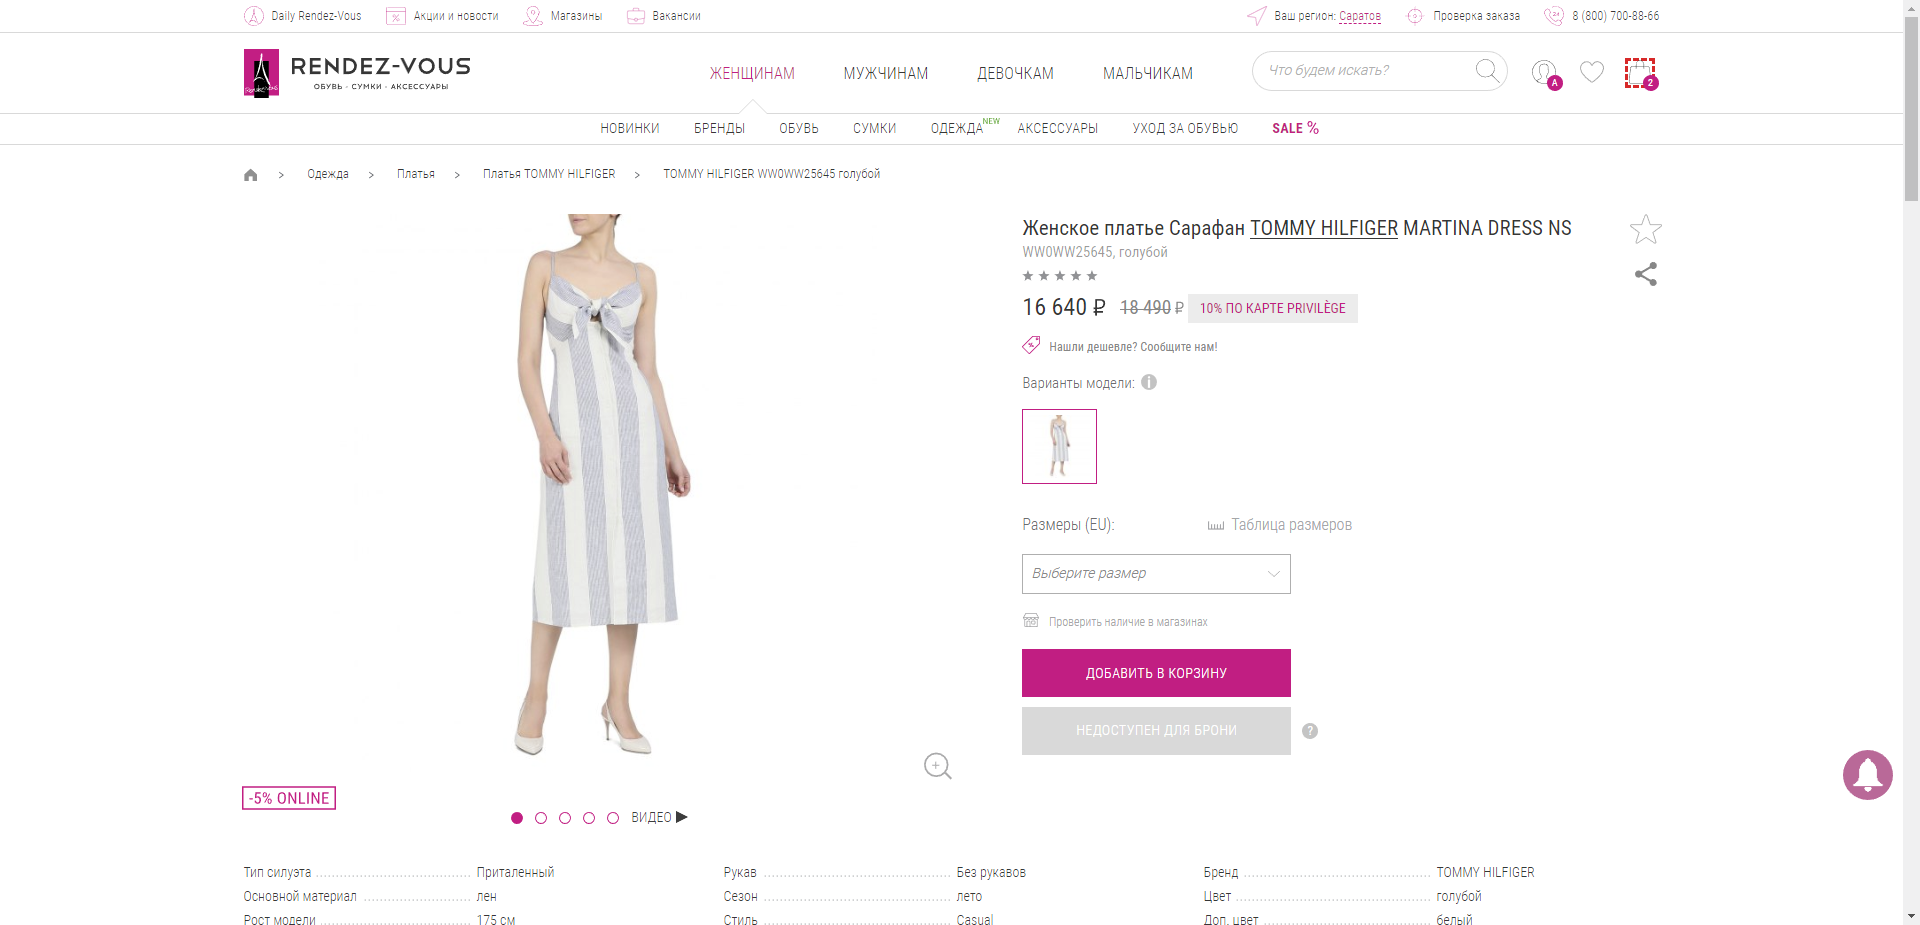 Daily Rendez-Vous
Акции и новости
Магазины
Вакансии
Ваш регион: Саратов
Проверка заказа
8 (800) 700-88-66
RENDEZ-VOUS
ОБУВЬ · СУМКИ · АКСЕССУАРЫ
ЖЕНЩИНАМ
МУЖЧИНАМ
ДЕВОЧКАМ
МАЛЬЧИКАМ
Что будем искать?
A
2
НОВИНКИ
БРЕНДЫ
ОБУВЬ
СУМКИ
ОДЕЖДА NEW
АКСЕССУАРЫ
УХОД ЗА ОБУВЬЮ
SALE %
> Одежда > Платья > Платья TOMMY HILFIGER > TOMMY HILFIGER WW0WW25645 голубой
Женское платье Сарафан TOMMY HILFIGER MARTINA DRESS NS
WW0WW25645, голубой
16 640 ₽ 18 490 ₽ 10% ПО КАРТЕ PRIVILÈGE
Нашли дешевле? Сообщите нам!
Варианты модели:
Размеры (EU):
Таблица размеров
Выберите размер
Проверить наличие в магазинах
ДОБАВИТЬ В КОРЗИНУ
НЕДОСТУПЕН ДЛЯ БРОНИ
?
-5% ONLINE
ВИДЕО
Тип силуэта Приталенный
Основной материал лен
Рост модели 175 см
Рукав Без рукавов
Сезон лето
Стиль Casual
Бренд TOMMY HILFIGER
Цвет голубой
Доп. цвет белый